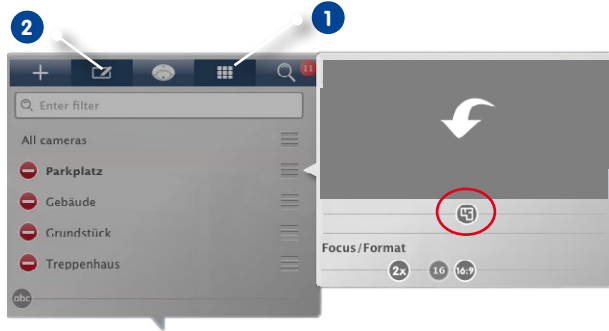 2
1
11
Enter filter
All cameras
Parkplatz
Gebäude
Grundstück
Treppenhaus
abc
Focus/Format
2x 16 16:9